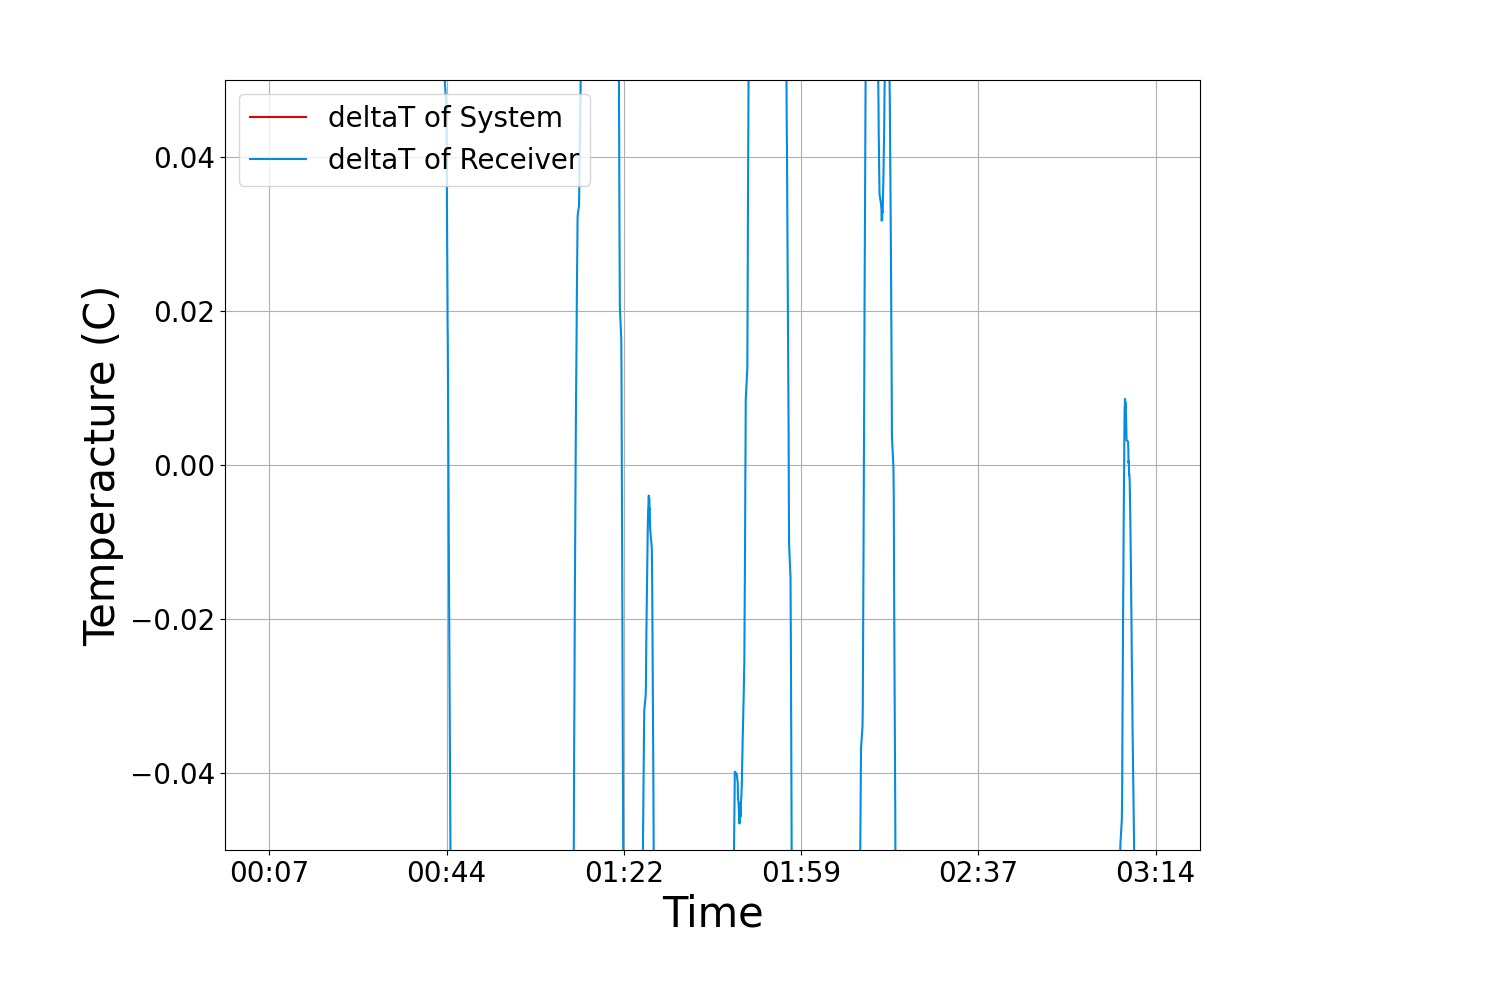 deltaT of System
deltaT of Receiver
0.04
0.02
0.00
−0.02
−0.04
Temperacture (C)
00:07 00:44 01:22 01:59 02:37 03:14
Time